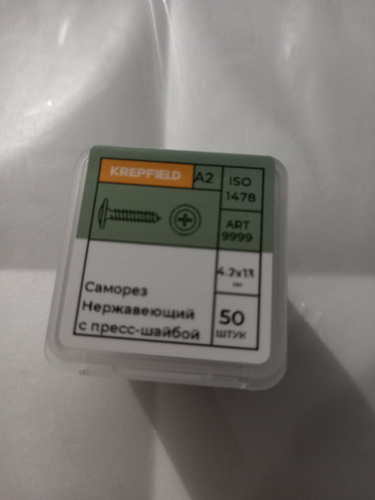 KREPFIELD
A2
ISO
1478
ART
9999
4.2x13
мм
50
ШТУК
Саморез
Нержавеющий
с пресс-шайбой